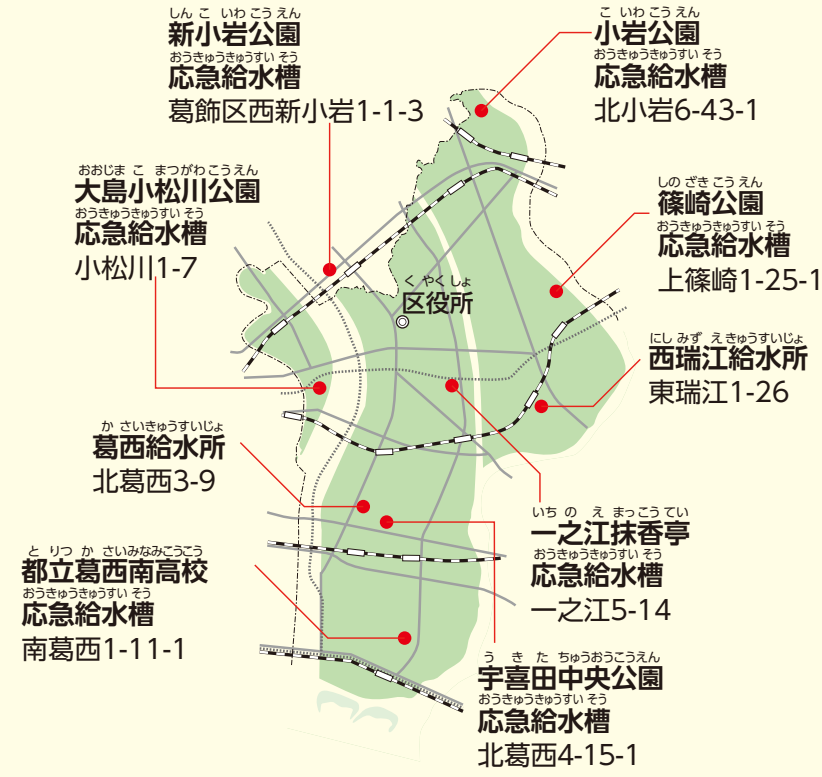 しん こ いわ こう えん
新小岩公園
おうきゅうきゅうすい そう
応急給水槽
葛飾区西新小岩1-1-3
こ いわ こう えん
小岩公園
おうきゅうきゅうすい そう
応急給水槽
北小岩6-43-1
おおじま こ まつがわ こうえん
大島小松川公園
おうきゅうきゅうすい そう
応急給水槽
小松川1-7
しの ざき こう えん
篠崎公園
おうきゅうきゅうすい そう
応急給水槽
上篠崎1-25-1
く やく しょ
区役所
にし みず え きゅうすいじょ
西瑞江給水所
東瑞江1-26
か さいきゅうすいじょ
葛西給水所
北葛西3-9
いち の え まっこう てい
一之江抹香亭
おうきゅうきゅうすい そう
応急給水槽
一之江5-14
と りつ か さいみなみこうこう
都立葛西南高校
おうきゅうきゅうすい そう
応急給水槽
南葛西1-11-1
う き た ちゅうおうこうえん
宇喜田中央公園
おうきゅうきゅうすい そう
応急給水槽
北葛西4-15-1